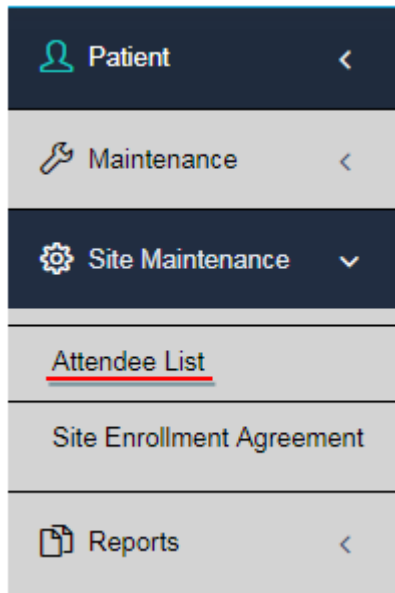 Patient
Maintenance
Site Maintenance
Attendee List
Site Enrollment Agreement
Reports